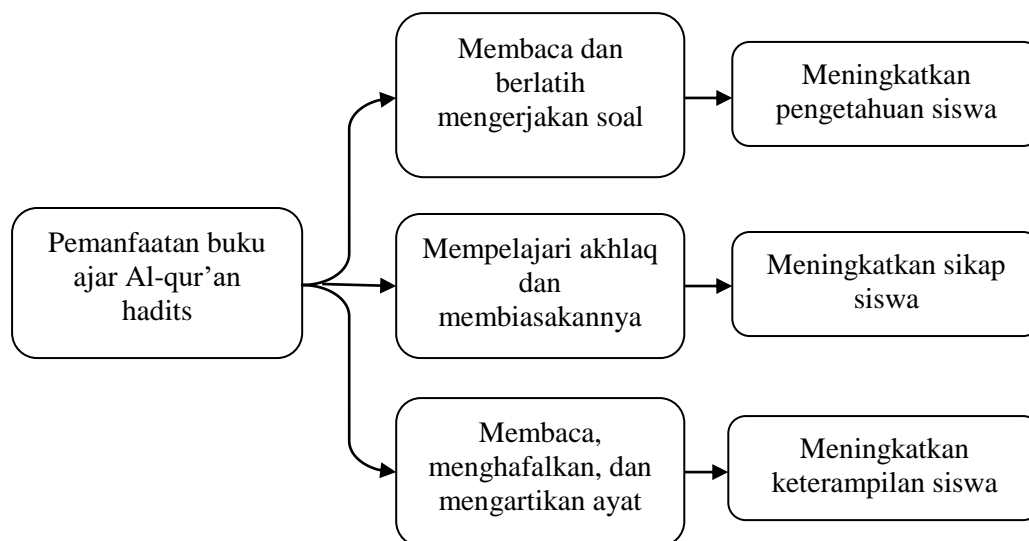 Pemanfaatan buku
ajar Al-qur’an
hadits
Membaca dan
berlatih
mengerjakan soal
Meningkatkan
pengetahuan siswa
Mempelajari akhlaq
dan
membiasakannya
Meningkatkan sikap
siswa
Membaca,
menghafalkan, dan
mengartikan ayat
Meningkatkan
keterampilan siswa